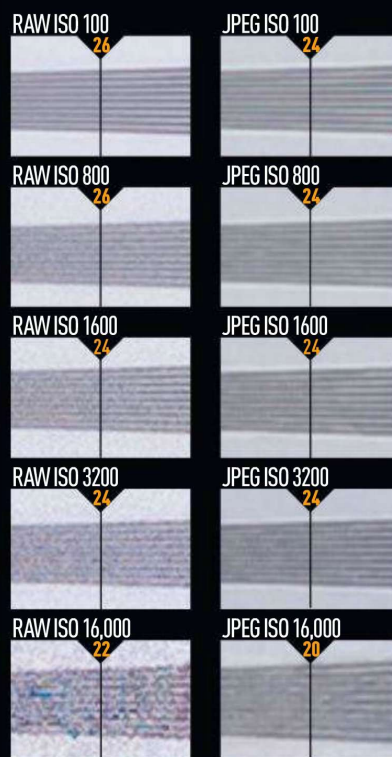 RAW ISO 100 JPEG ISO 100
26 24
RAW ISO 800 JPEG ISO 800
26 24
RAW ISO 1600 JPEG ISO 1600
24 24
RAW ISO 3200 JPEG ISO 3200
24 24
RAW ISO 16,000 JPEG ISO 16,000
22 20